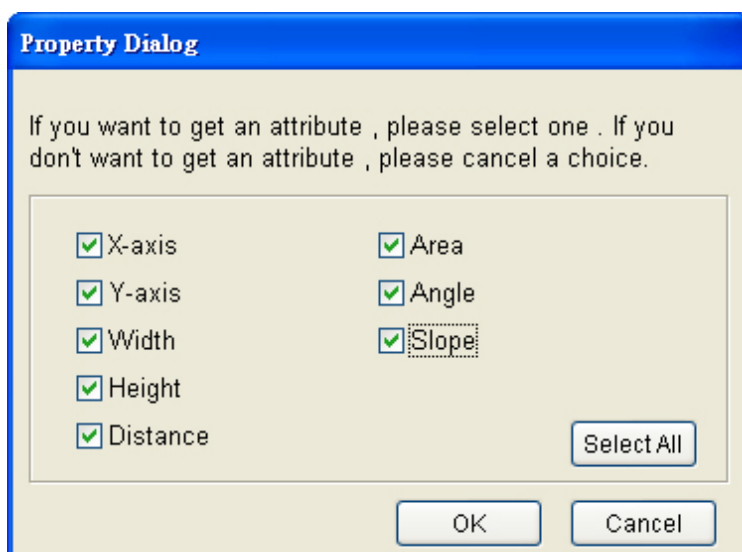 Property Dialog
If you want to get an attribute , please select one . If you
don't want to get an attribute , please cancel a choice.
X-axis
Y-axis
Width
Height
Distance
Area
Angle
Slope
Select All
OK
Cancel